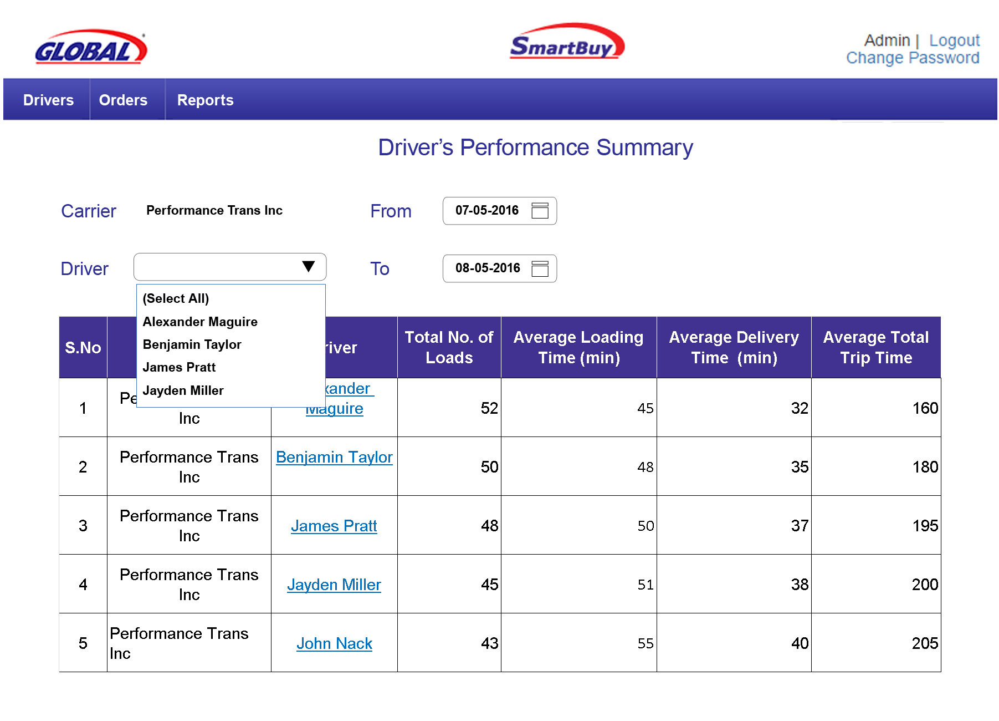 GLOBAL
SmartBuy
Admin | Logout
Change Password
Drivers Orders Reports
Driver’s Performance Summary
Carrier Performance Trans Inc From 07-05-2016
Driver To 08-05-2016
(Select All)
Alexander Maguire
Benjamin Taylor
James Pratt
Jayden Miller
S.No river Total No. of Loads Average Loading Time (min) Average Delivery Time (min) Average Total Trip Time
1 Pe Inc xander Maguire 52 45 32 160
2 Performance Trans Inc Benjamin Taylor 50 48 35 180
3 Performance Trans Inc James Pratt 48 50 37 195
4 Performance Trans Inc Jayden Miller 45 51 38 200
5 Performance Trans Inc John Nack 43 55 40 205